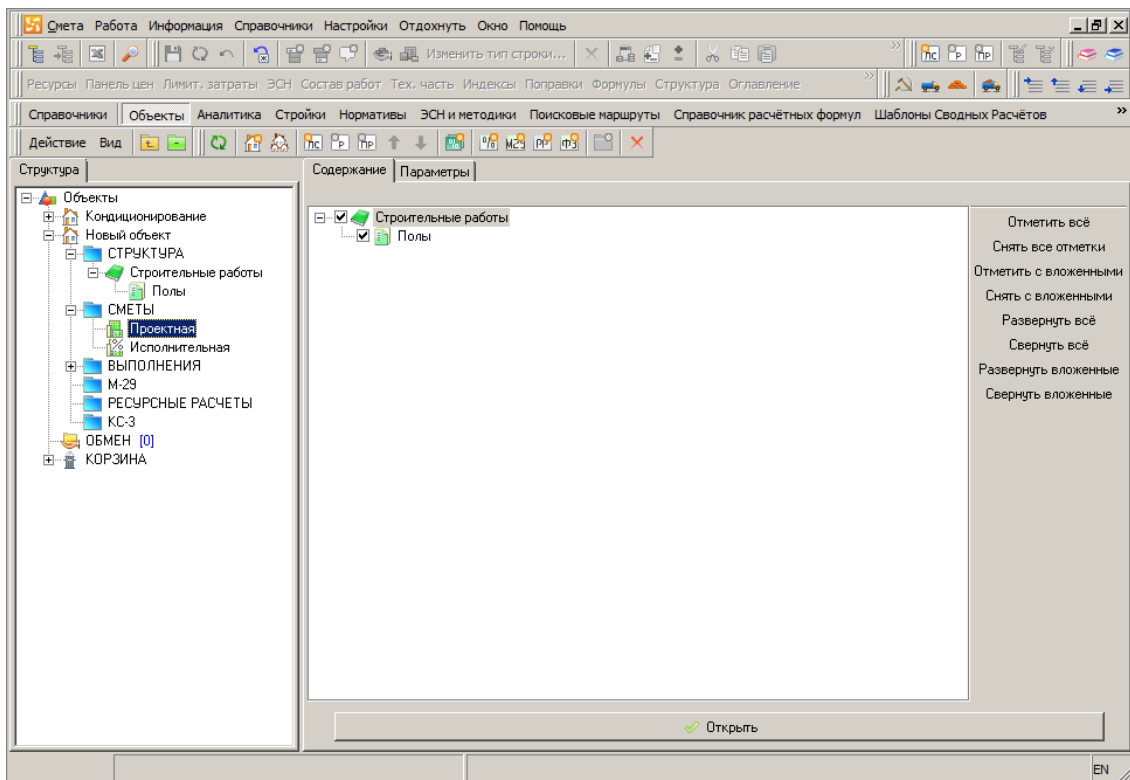 Смета Работа Информация Справочники Настройки Отдохнуть Окно Помощь
Изменить тип строки...
Ресурсы Панель цен Лимит. затраты ЭСН Состав работ Тех. часть Индексы Поправки Формулы Структура Оглавление
Справочники Объекты Аналитика Стройки Нормативы ЭСН и методики Поисковые маршруты Справочник расчётных формул Шаблоны Сводных Расчётов
Действие Вид
Структура
Содержание Параметры
Объекты
Кондиционирование
Новый объект
СТРУКТУРА
Строительные работы
Полы
СМЕТЫ
Проектная
Исполнительная
ВЫПОЛНЕНИЯ
М-29
РЕСУРСНЫЕ РАСЧЕТЫ
КС-3
ОБМЕН [0]
КОРЗИНА
Строительные работы
Полы
Отметить всё
Снять все отметки
Отметить с вложенными
Снять с вложенными
Развернуть всё
Свернуть всё
Развернуть вложенные
Свернуть вложенные
Открыть
EN